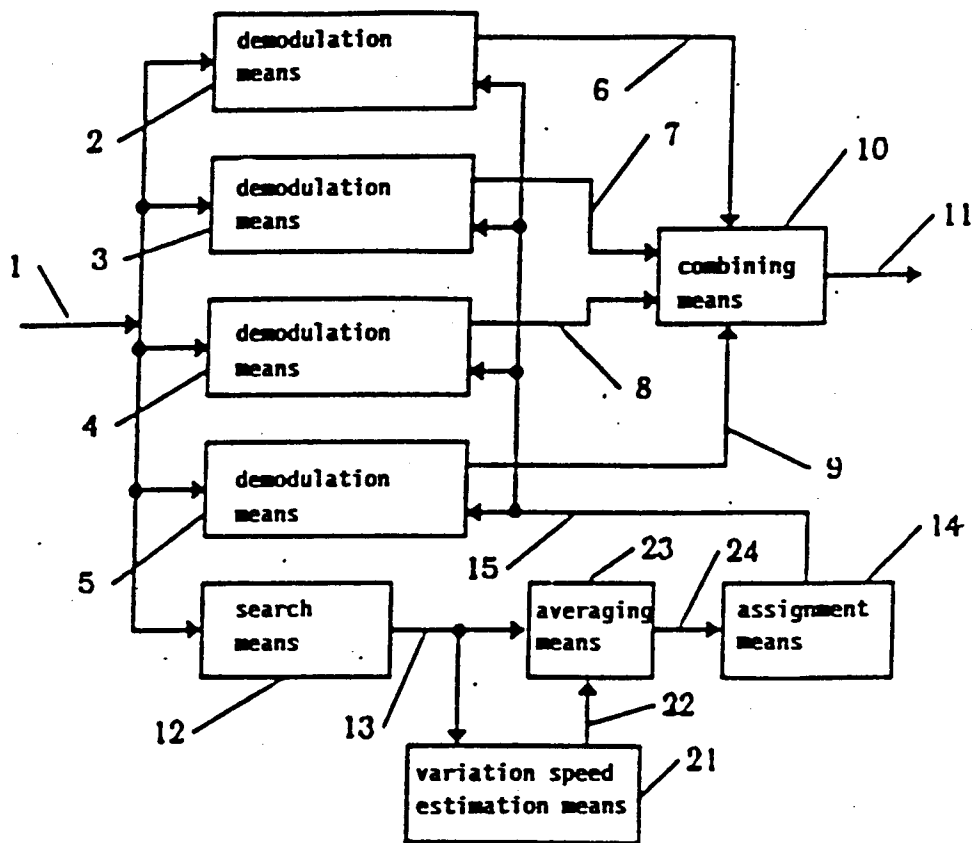 demodulation
means
6
2
7
demodulation
means
10
3
11
1
combining
means
demodulation
means
8
4
9
demodulation
means
5
15
23
24
14
search
means
averaging
means
assignment
means
12
13
22
variation speed
estimation means
21